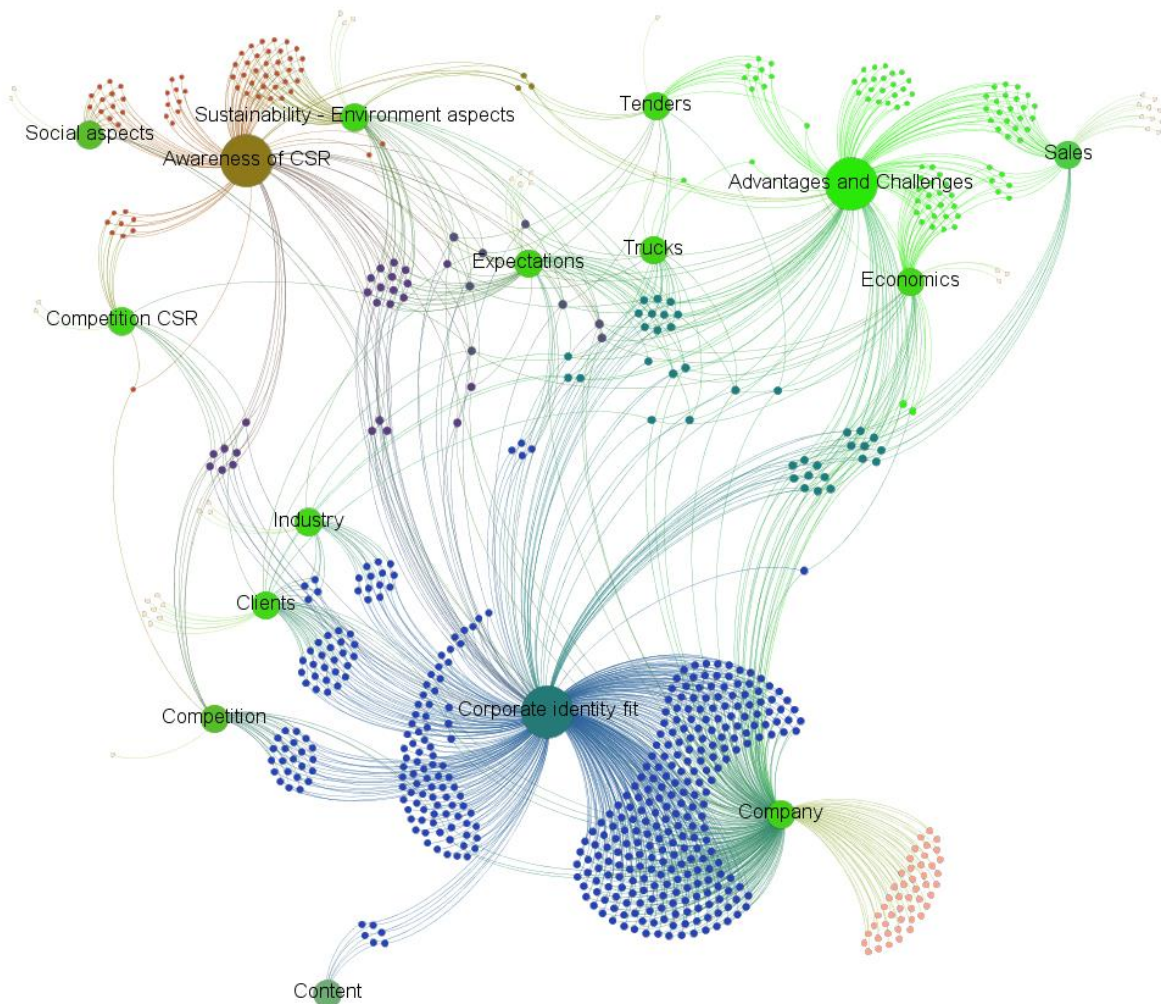 Tenders
Sustainability - Environment aspects
Social aspects
Awareness of CSR
Sales
Advantages and Challenges
Trucks
Expectations
Economics
Competition CSR
Industry
Clients
Corporate identity fit
Competition
Company
Content